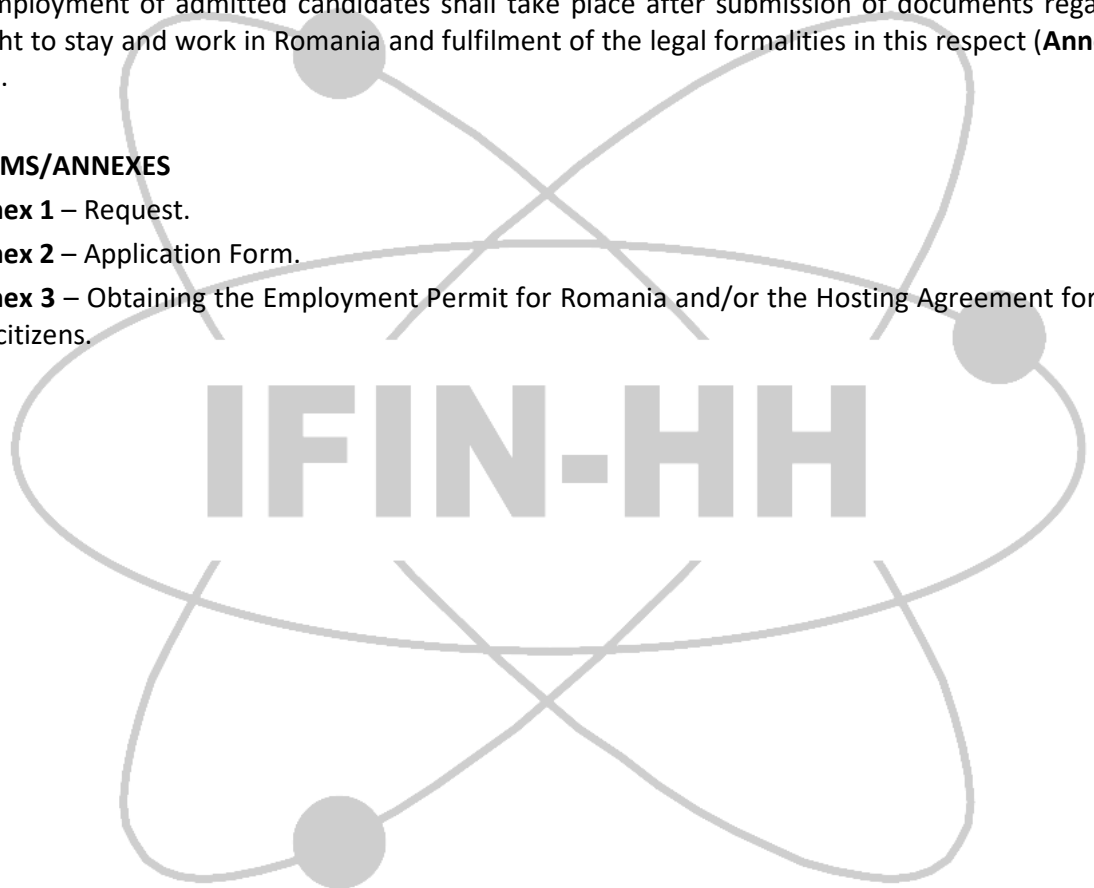 mployment of admitted candidates shall take place after submission of documents rega
ht to stay and work in Romania and fulfilment of the legal formalities in this respect (Ann
.
MS/ANNEXES
nex 1 – Request.
nex 2 – Application Form.
nex 3 – Obtaining the Employment Permit for Romania and/or the Hosting Agreement for
citizens.
IFIN-HH